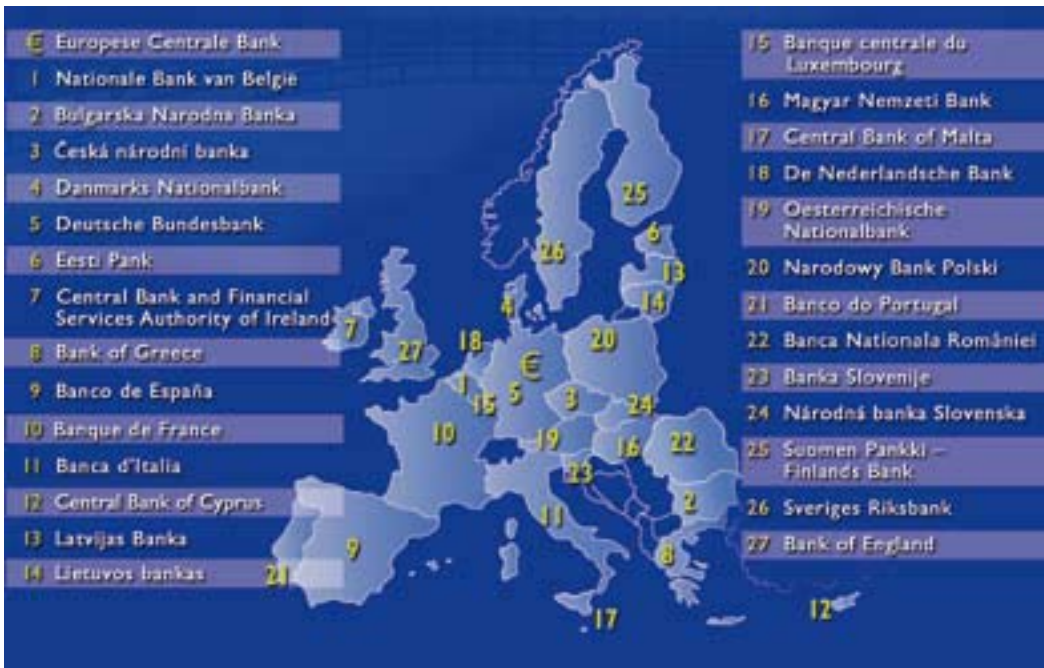 € Europese Centrale Bank
1 Nationale Bank van België
2 Bulgarska Narodna Banka
3 Česká národní banka
4 Danmarks Nationalbank
5 Deutsche Bundesbank
6 Eesti Pank
7 Central Bank and Financial
Services Authority of Ireland
8 Bank of Greece
9 Banco de España
10 Banque de France
11 Banca d'Italia
12 Central Bank of Cyprus
13 Latvijas Banka
14 Lietuvos bankas
15 Banque centrale du
Luxembourg
16 Magyar Nemzeti Bank
17 Central Bank of Malta
18 De Nederlandsche Bank
19 Oesterreichische
Nationalbank
20 Narodowy Bank Polski
21 Banco do Portugal
22 Banca Nationala României
23 Banka Slovenije
24 Národná banka Slovenska
25 Suomen Pankki –
Finlands Bank
26 Sveriges Riksbank
27 Bank of England
25
6
26
13
14
4
7
18
20
27
€
1
5
3
15
24
10
19
16
22
23
2
11
9
8
21
12
17